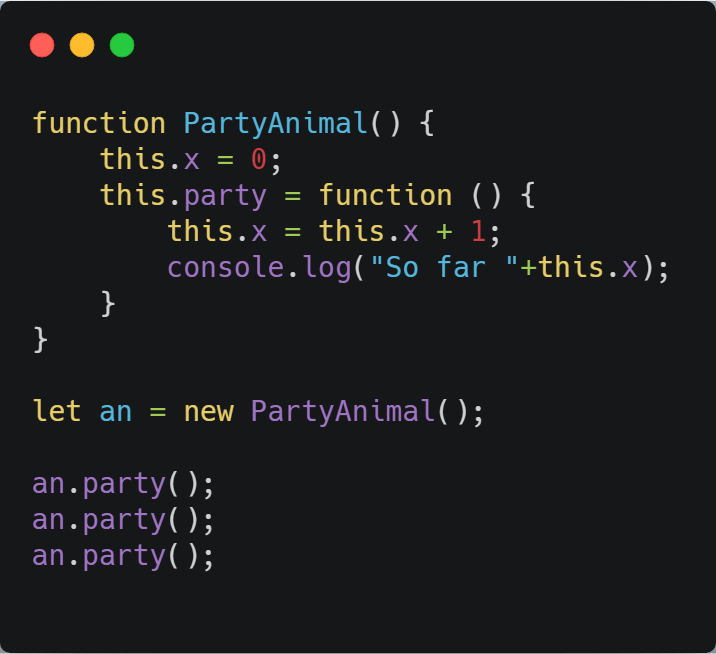 function PartyAnimal() {
    this.x = 0;
    this.party = function () {
        this.x = this.x + 1;
        console.log("So far "+this.x);
    }
}

let an = new PartyAnimal();

an.party();
an.party();
an.party();